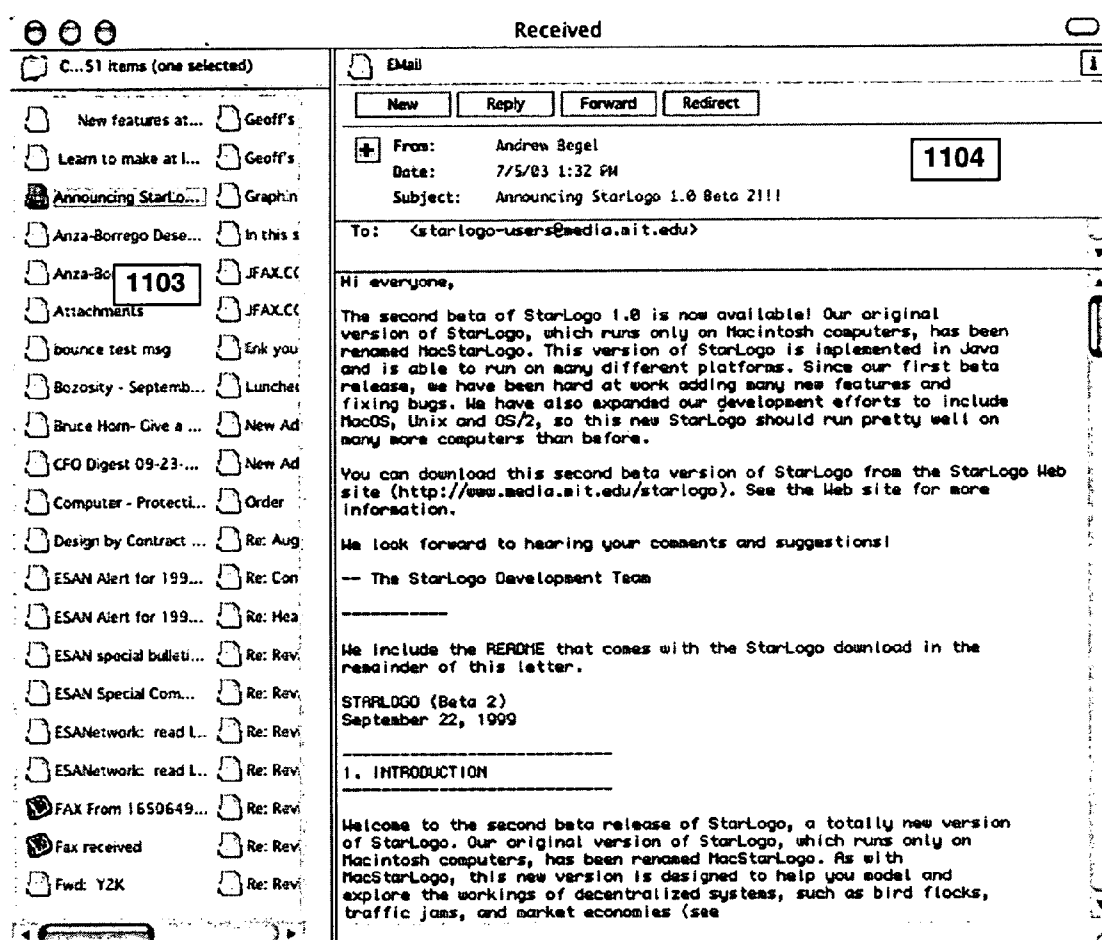 Received
C...51 items (one selected)
New features at...
Learn to make at l...
Announcing StarLo...
Anza-Borrego Dese...
Anza-Bo
1103
Attachments
bounce test msg
Bozosity - Septemb...
Bruce Horn- Give a ...
CFO Digest 09-23-...
Computer - Protecti...
Design by Contract ...
ESAN Alert for 199...
ESAN Alert for 199...
ESAN special bulleti...
ESAN Special Com...
ESANetwork: read L...
ESANetwork: read L...
FAX From 1650649...
Fax received
Fwd: Y2K
Geoff's
Geoff's
Graphin
In this s
JFAX.CO
JFAX.CO
Link you
Lunche
New Ad
New Ad
Order
Re: Aug
Re: Con
Re: Hea
Re: Rev
Re: Rev
Re: Rev
Re: Rev
Re: Rev
Re: Rev
Re: Rev
EMail
i
New Reply Forward Redirect
From: Andrew Begel
1104
Date: 7/5/03 1:32 PM
Subject: Announcing StarLogo 1.0 Beta 2!!!
To: <starlogo-users@media.mit.edu>
Hi everyone,
The second beta of StarLogo 1.0 is now available! Our original
version of StarLogo, which runs only on Macintosh computers, has been
renamed MacStarLogo. This version of StarLogo is implemented in Java
and is able to run on many different platforms. Since our first beta
release, we have been hard at work adding many new features and
fixing bugs. We have also expanded our development efforts to include
MacOS, Unix and OS/2, so this new StarLogo should run pretty well on
many more computers than before.
You can download this second beta version of StarLogo from the StarLogo Web
site (http://www.media.mit.edu/starlogo). See the Web site for more
information.
We look forward to hearing your comments and suggestions!
-- The StarLogo Development Team
-----------
We include the README that comes with the StarLogo download in the
remainder of this letter.
STARLOGO (Beta 2)
September 22, 1999
----------------------------
1. INTRODUCTION
----------------------------
Welcome to the second beta release of StarLogo, a totally new version
of StarLogo. Our original version of StarLogo, which runs only on
Macintosh computers, has been renamed MacStarLogo. As with
MacStarLogo, this new version is designed to help you model and
explore the workings of decentralized systems, such as bird flocks,
traffic jams, and market economies (see